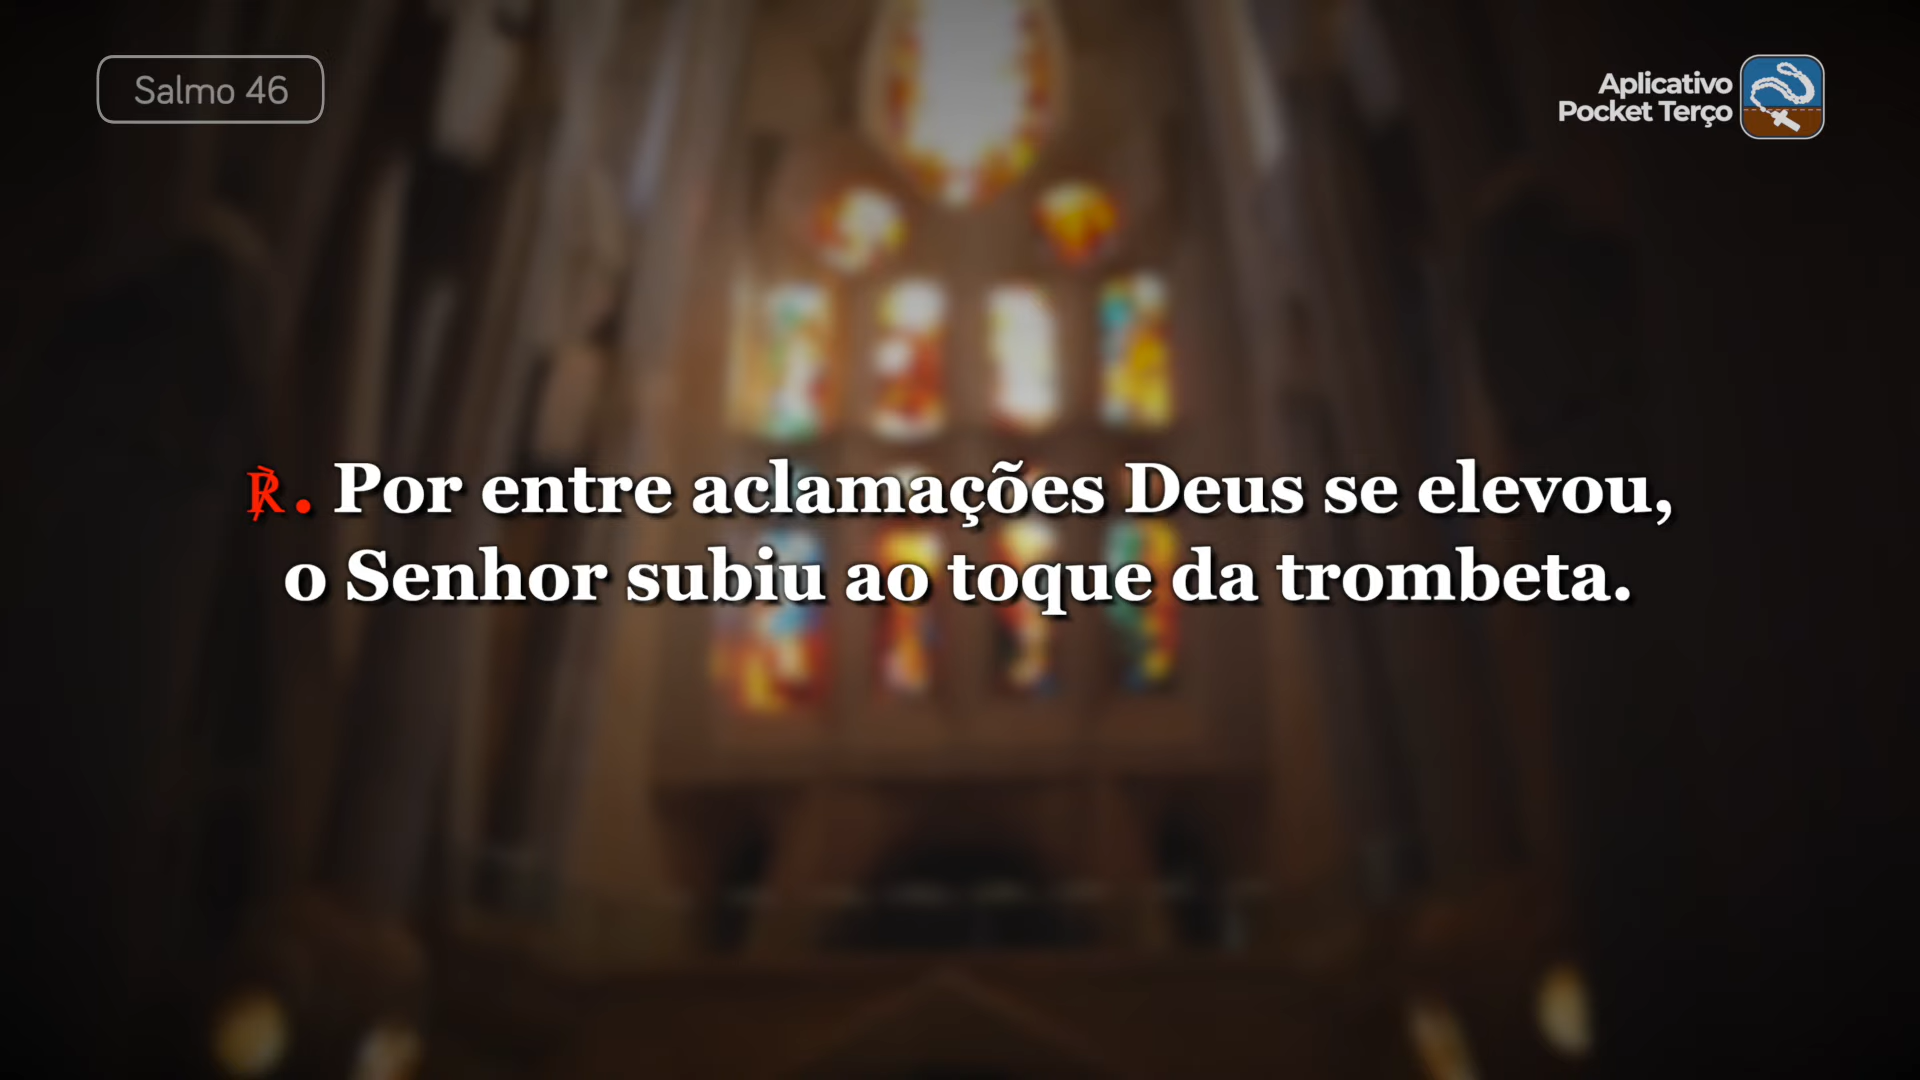 Salmo 46
Aplicativo
Pocket Terço
℟. Por entre aclamações Deus se elevou,
o Senhor subiu ao toque da trombeta.